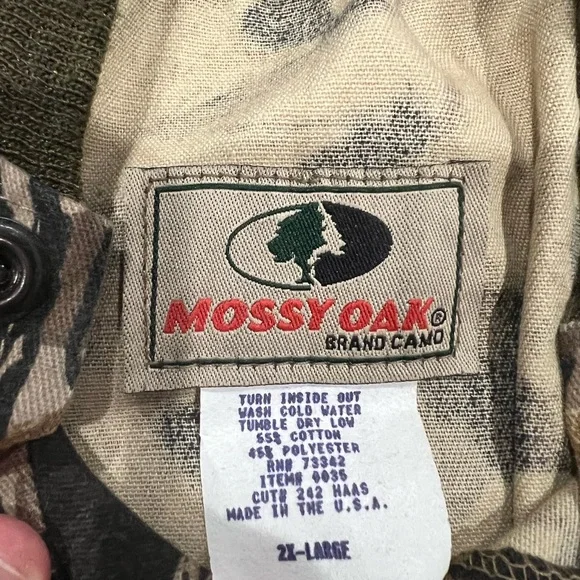 MOSSY OAK®
BRAND CAMO
TURN INSIDE OUT
WASH COLD WATER
TUMBLE DRY LOW
55% COTTON
45% POLYESTER
RN# 73342
ITEM# 6035
CUT# 242 HAAS
MADE IN THE U.S.A.
2X-LARGE